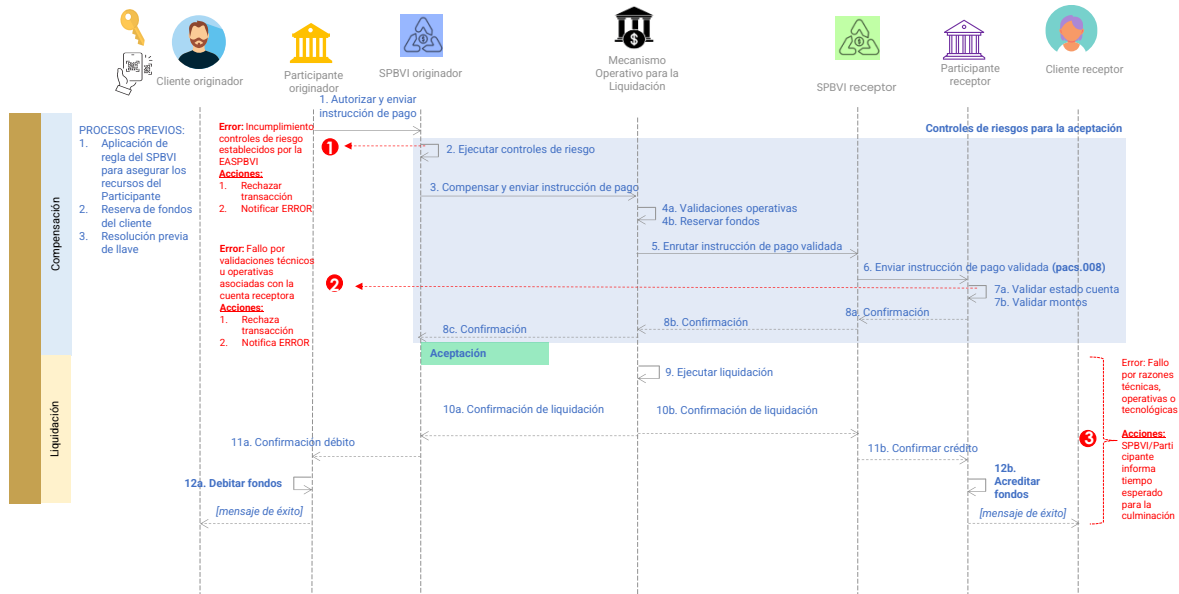 Cliente originador
Participante
originador
SPBVI originador
Mecanismo
Operativo para la
Liquidación
SPBVI receptor
Participante
receptor
Cliente receptor
Compensación
Liquidación
PROCESOS PREVIOS:
1. Aplicación de
regla del SPBVI
para asegurar los
recursos del
Participante
2. Reserva de fondos
del cliente
3. Resolución previa
de llave
Error: Incumplimiento
controles de riesgo
establecidos por la
EASPBVI
Acciones:
1. Rechazar
transacción
2. Notificar ERROR
1
Error: Fallo por
validaciones técnicos
u operativas
asociadas con la
cuenta receptora
Acciones:
1. Rechaza
transacción
2. Notifica ERROR
2
1. Autorizar y enviar
instrucción de pago
Controles de riesgos para la aceptación
2. Ejecutar controles de riesgo
3. Compensar y enviar instrucción de pago
4a. Validaciones operativas
4b. Reservar fondos
5. Enrutar instrucción de pago validada
6. Enviar instrucción de pago validada (pacs.008)
7a. Validar estado cuenta
7b. Validar montos
8a. Confirmación
8b. Confirmación
8c. Confirmación
Aceptación
9. Ejecutar liquidación
10a. Confirmación de liquidación
10b. Confirmación de liquidación
11a. Confirmación débito
11b. Confirmar crédito
12a. Debitar fondos
12b.
Acreditar
fondos
[mensaje de éxito]
[mensaje de éxito]
3
Error: Fallo
por razones
técnicas,
operativas o
tecnológicas
Acciones:
SPBVI/Parti
cipante
informa
tiempo
esperado
para la
culminación